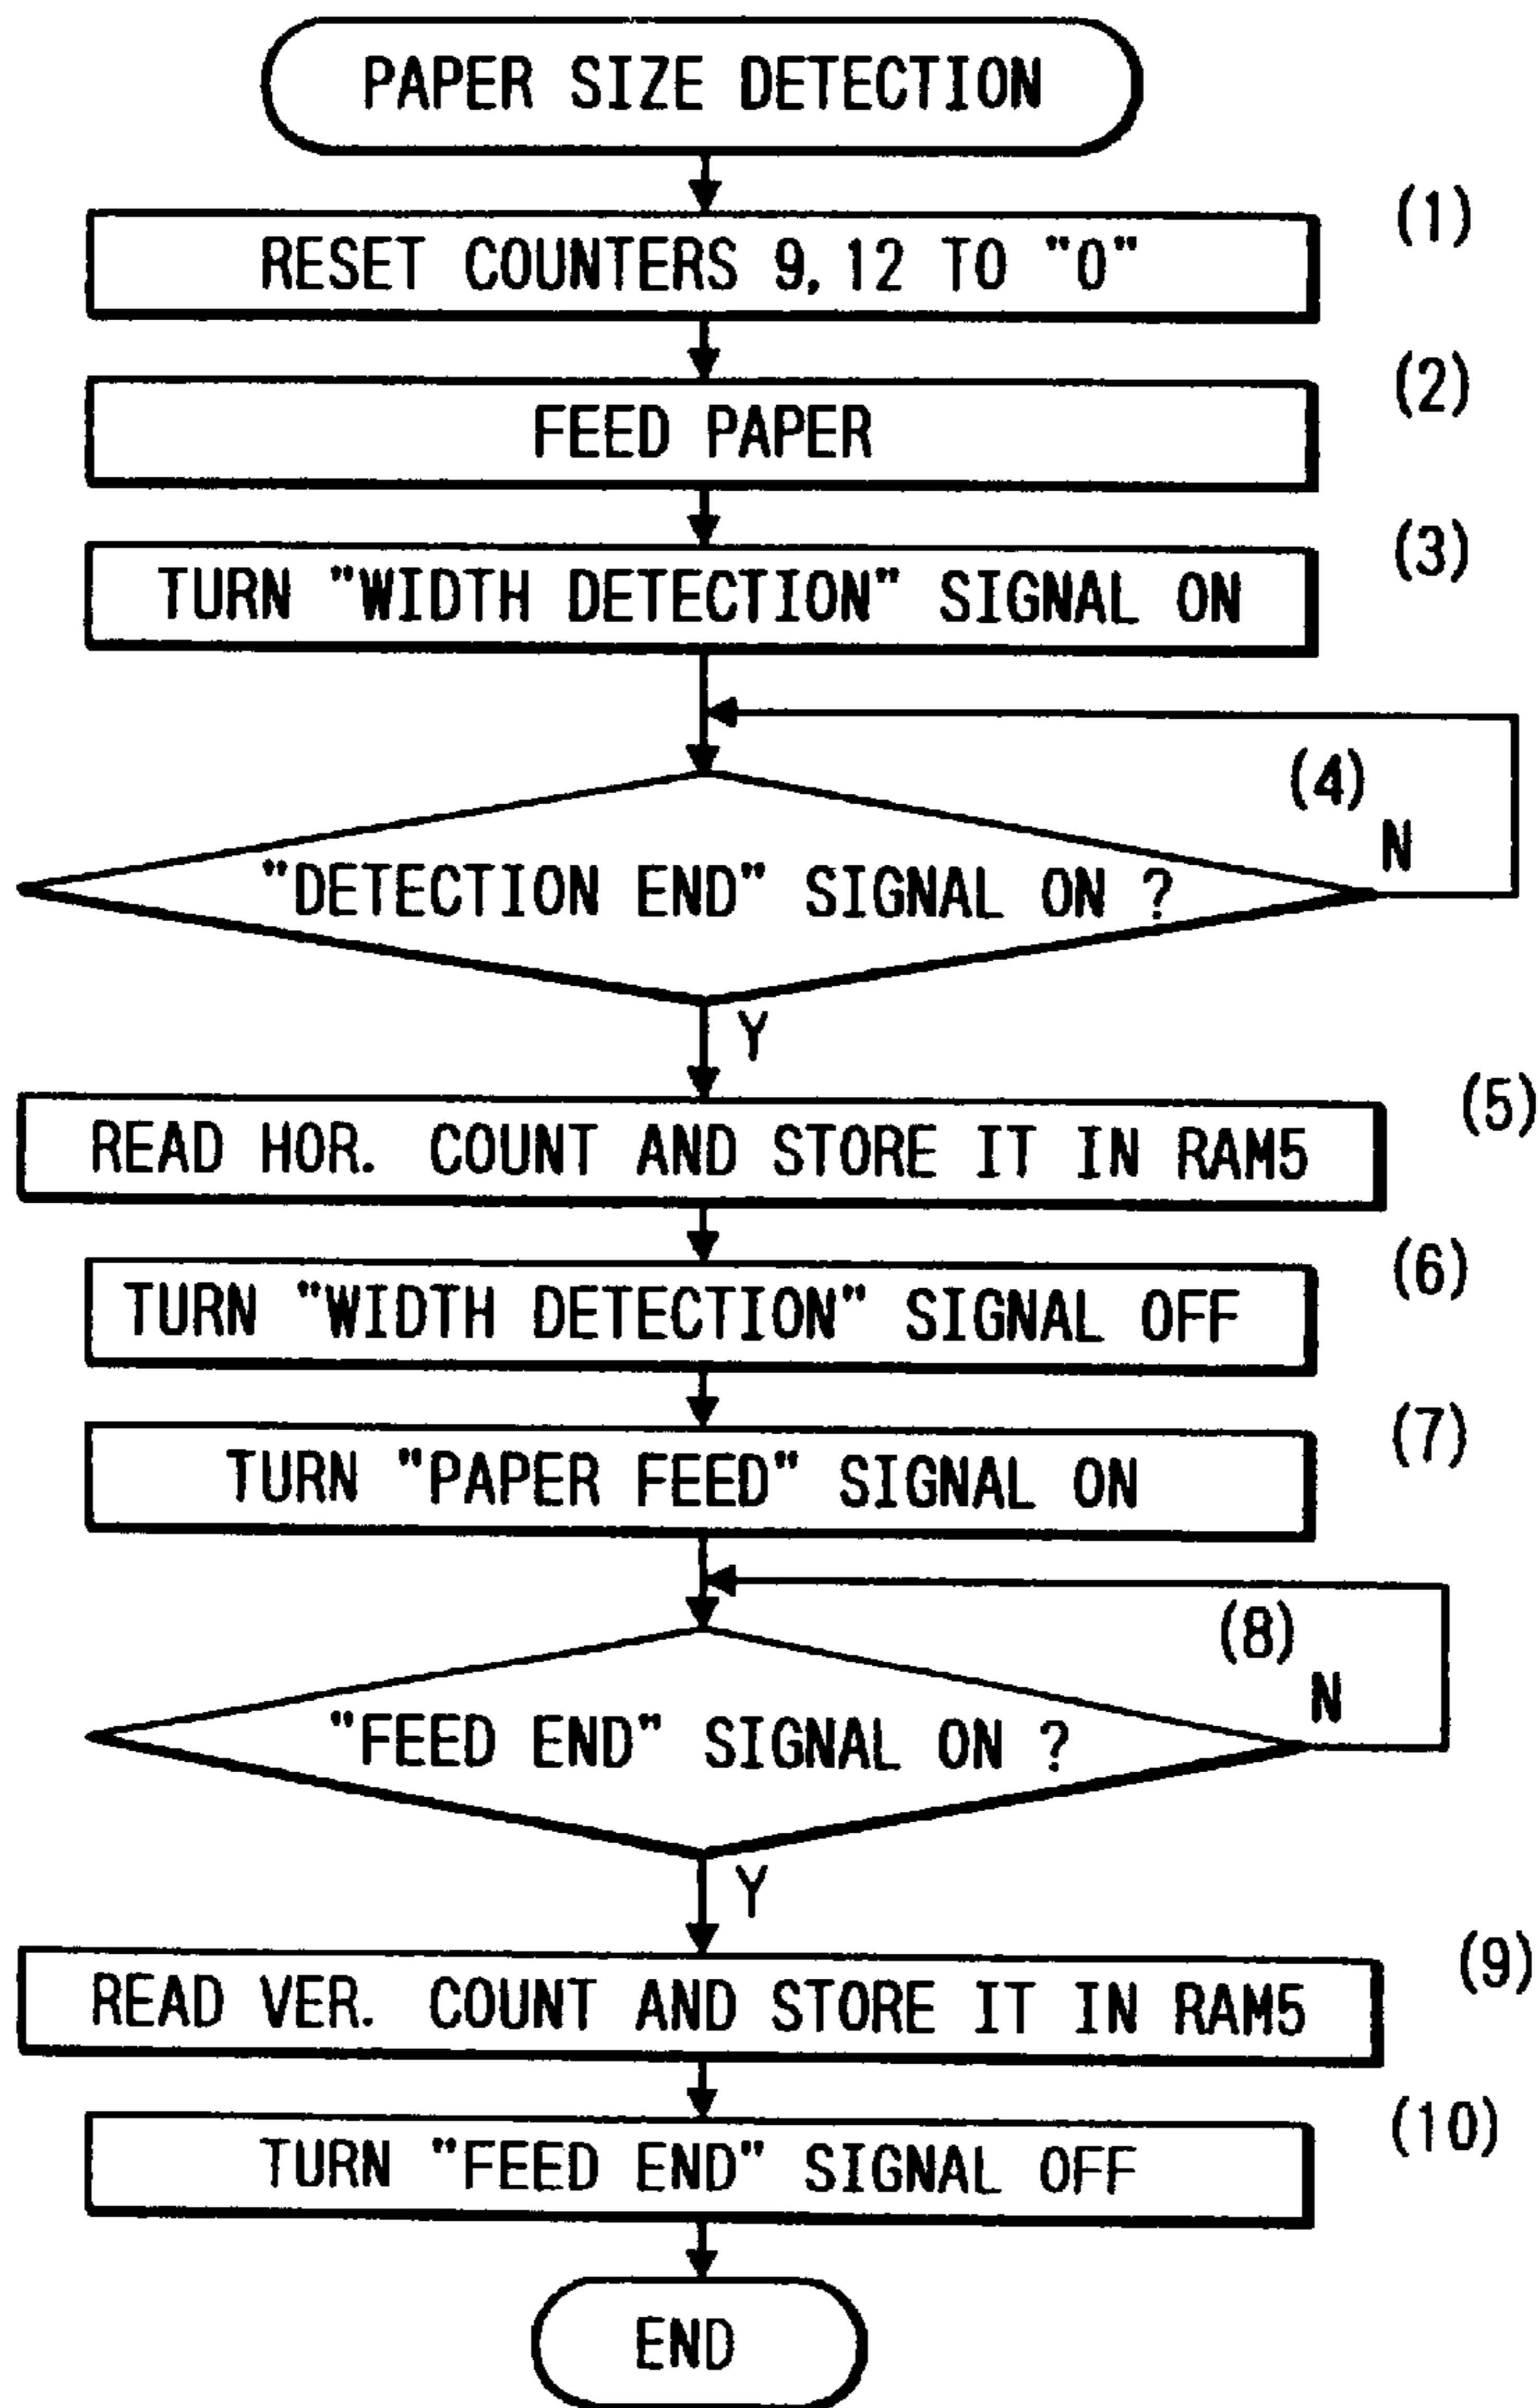 PAPER SIZE DETECTION
(1)
RESET COUNTERS 9, 12 TO "0"
(2)
FEED PAPER
(3)
TURN "WIDTH DETECTION" SIGNAL ON
(4)
N
"DETECTION END" SIGNAL ON ?
Y
(5)
READ HOR. COUNT AND STORE IT IN RAM5
(6)
TURN "WIDTH DETECTION" SIGNAL OFF
(7)
TURN "PAPER FEED" SIGNAL ON
(8)
N
"FEED END" SIGNAL ON ?
Y
(9)
READ VER. COUNT AND STORE IT IN RAM5
(10)
TURN "FEED END" SIGNAL OFF
END